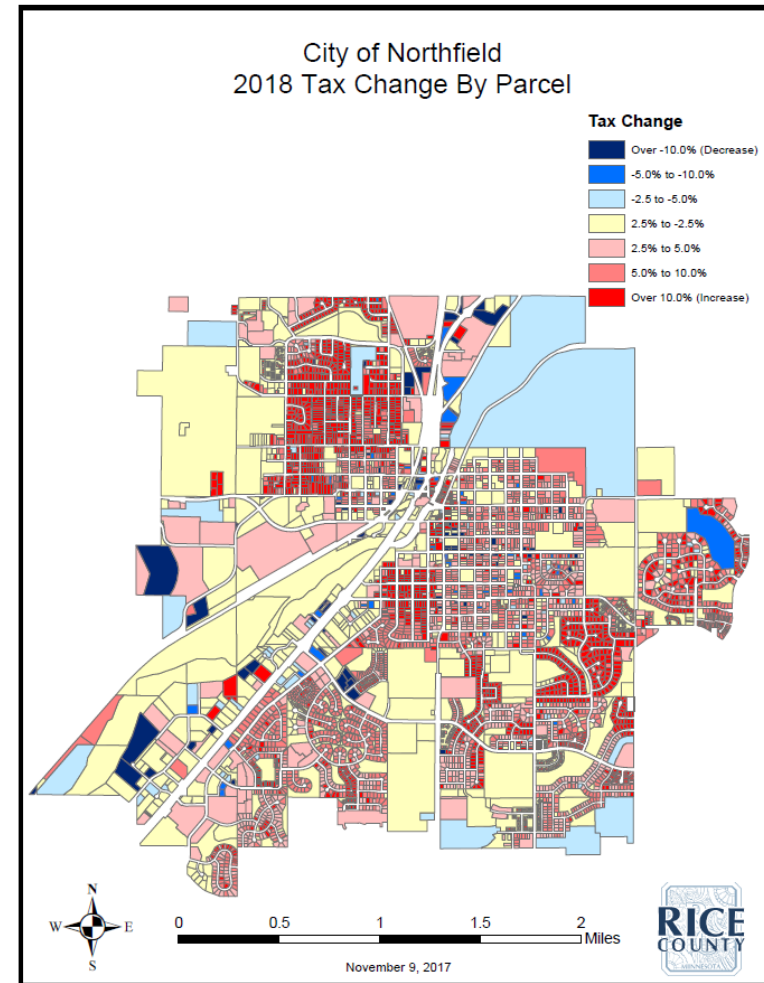 City of Northfield
2018 Tax Change By Parcel
Tax Change
Over -10.0% (Decrease)
-5.0% to -10.0%
-2.5 to -5.0%
2.5% to -2.5%
2.5% to 5.0%
5.0% to 10.0%
Over 10.0% (Increase)
N
W E
S
0 0.5 1 1.5 2
Miles
November 9, 2017
RICE
COUNTY
MINNESOTA